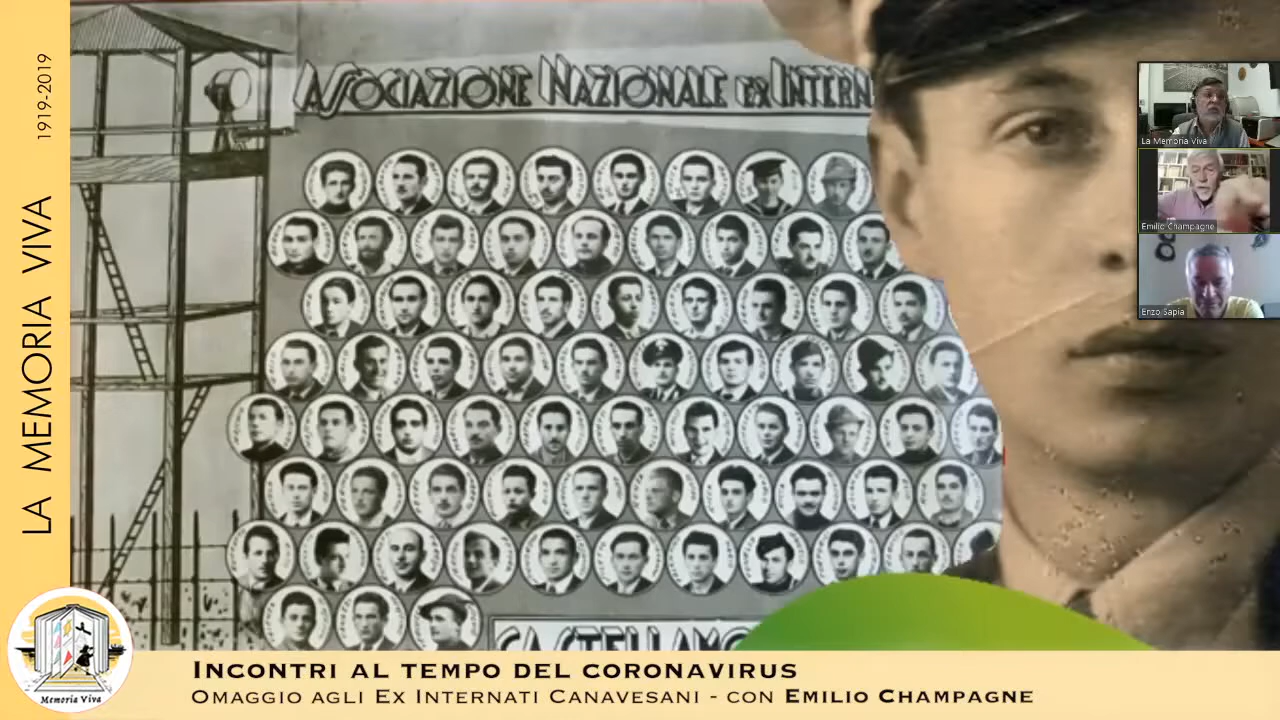 LA MEMORIA VIVA 1919-2019
ASSOCIAZIONE NAZIONALE EX INTERN
La Memoria Viva
Emilio Champagne
Enzo Sapia
CASTELLAMO
Memoria Viva
INCONTRI AL TEMPO DEL CORONAVIRUS
OMAGGIO AGLI EX INTERNATI CANAVESANI - CON EMILIO CHAMPAGNE